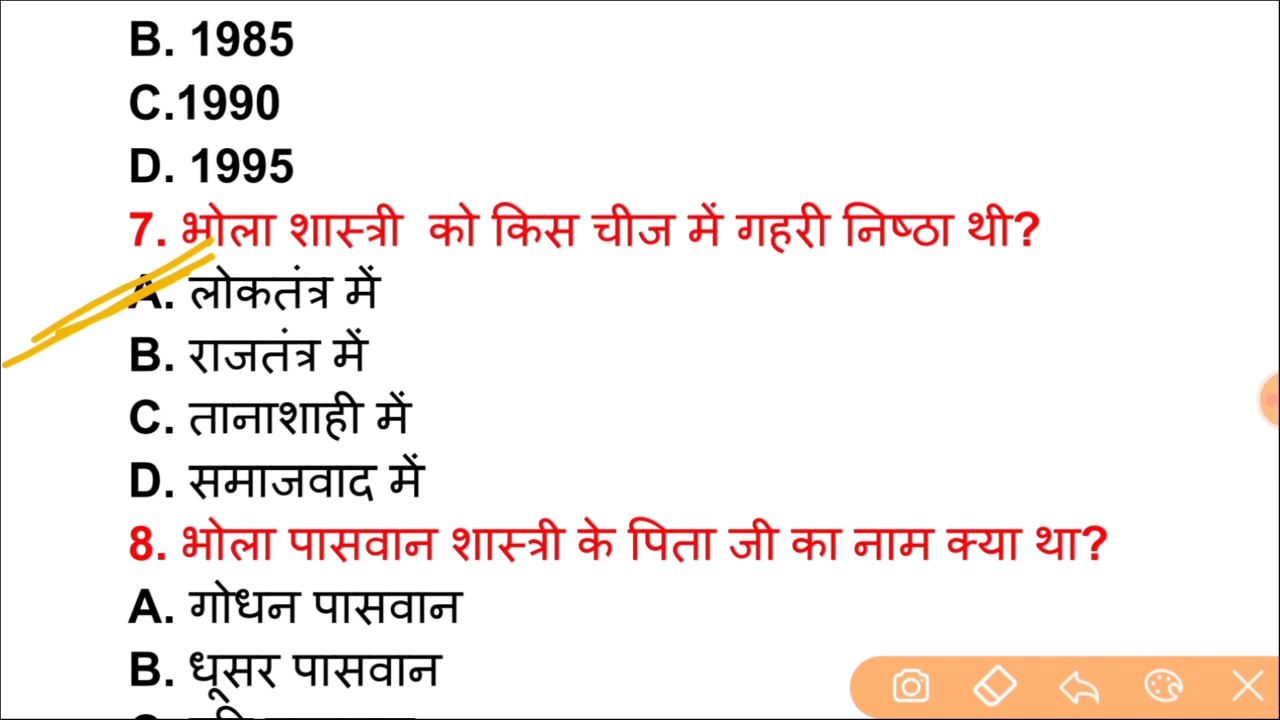 B. 1985
C.1990
D. 1995
7. भोला शास्त्री को किस चीज में गहरी निष्ठा थी?
A. लोकतंत्र में
B. राजतंत्र में
C. तानाशाही में
D. समाजवाद में
8. भोला पासवान शास्त्री के पिता जी का नाम क्या था?
A. गोधन पासवान
B. धूसर पासवान